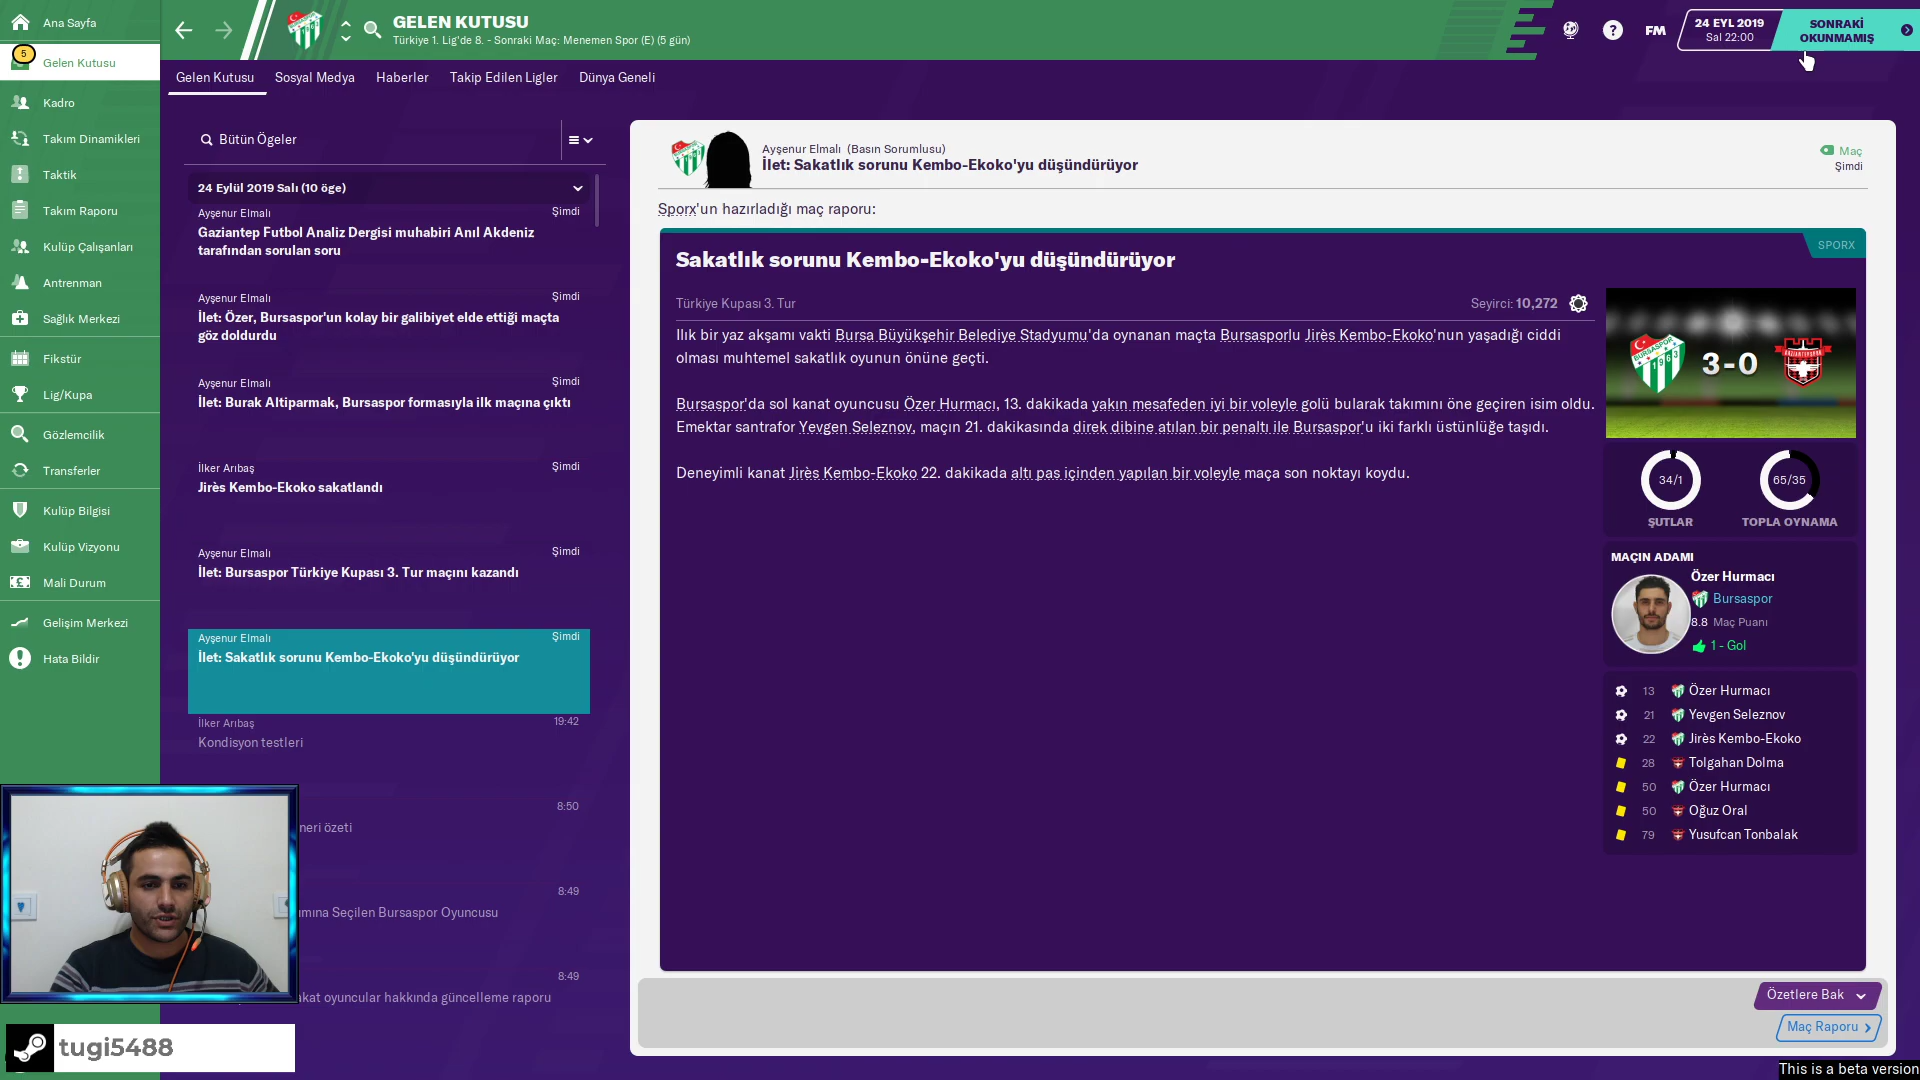 Ana Sayfa
5
Gelen Kutusu
Kadro
Takım Dinamikleri
Taktik
Takım Raporu
Kulüp Çalışanları
Antrenman
Sağlık Merkezi
Fikstür
Lig/Kupa
Gözlemcilik
Transferler
Kulüp Bilgisi
Kulüp Vizyonu
Mali Durum
Gelişim Merkezi
Hata Bildir
GELEN KUTUSU
Türkiye 1. Lig'de 8. - Sonraki Maç: Menemen Spor (E) (5 gün)
FM
24 EYL 2019
Sal 22:00
SONRAKİ
OKUNMAMIŞ
Gelen Kutusu Sosyal Medya Haberler Takip Edilen Ligler Dünya Geneli
Bütün Ögeler
24 Eylül 2019 Salı (10 öge)
Ayşenur Elmalı Şimdi
Gaziantep Futbol Analiz Dergisi muhabiri Anıl Akdeniz
tarafından sorulan soru
Ayşenur Elmalı Şimdi
İlet: Özer, Bursaspor'un kolay bir galibiyet elde ettiği maçta
göz doldurdu
Ayşenur Elmalı Şimdi
İlet: Burak Altiparmak, Bursaspor formasıyla ilk maçına çıktı
İlker Arıbaş Şimdi
Jirès Kembo-Ekoko sakatlandı
Ayşenur Elmalı Şimdi
İlet: Bursaspor Türkiye Kupası 3. Tur maçını kazandı
Ayşenur Elmalı Şimdi
İlet: Sakatlık sorunu Kembo-Ekoko'yu düşündürüyor
İlker Arıbaş 19:42
Kondisyon testleri
8:50
neri özeti
8:49
ımına Seçilen Bursaspor Oyuncusu
8:49
akat oyuncular hakkında güncelleme raporu
tugi5488
Ayşenur Elmalı (Basın Sorumlusu)
İlet: Sakatlık sorunu Kembo-Ekoko'yu düşündürüyor
Maç
Şimdi
Sporx'un hazırladığı maç raporu:
SPORX
Sakatlık sorunu Kembo-Ekoko'yu düşündürüyor
Türkiye Kupası 3. Tur Seyirci: 10,272
Ilık bir yaz akşamı vakti Bursa Büyükşehir Belediye Stadyumu'da oynanan maçta Bursasporlu Jirès Kembo-Ekoko'nun yaşadığı ciddi
olması muhtemel sakatlık oyunun önüne geçti.
Bursaspor'da sol kanat oyuncusu Özer Hurmacı, 13. dakikada yakın mesafeden iyi bir voleyle golü bularak takımını öne geçiren isim oldu.
Emektar santrafor Yevgen Seleznov, maçın 21. dakikasında direk dibine atılan bir penaltı ile Bursaspor'u iki farklı üstünlüğe taşıdı.
Deneyimli kanat Jirès Kembo-Ekoko 22. dakikada altı pas içinden yapılan bir voleyle maça son noktayı koydu.
BURSASPOR
1963
3-0
34/1
ŞUTLAR
65/35
TOPLA OYNAMA
MAÇIN ADAMI
Özer Hurmacı
Bursaspor
8.8 Maç Puanı
1 - Gol
13 Özer Hurmacı
21 Yevgen Seleznov
22 Jirès Kembo-Ekoko
28 Tolgahan Dolma
50 Özer Hurmacı
50 Oğuz Oral
79 Yusufcan Tonbalak
Özetlere Bak
Maç Raporu
This is a beta version